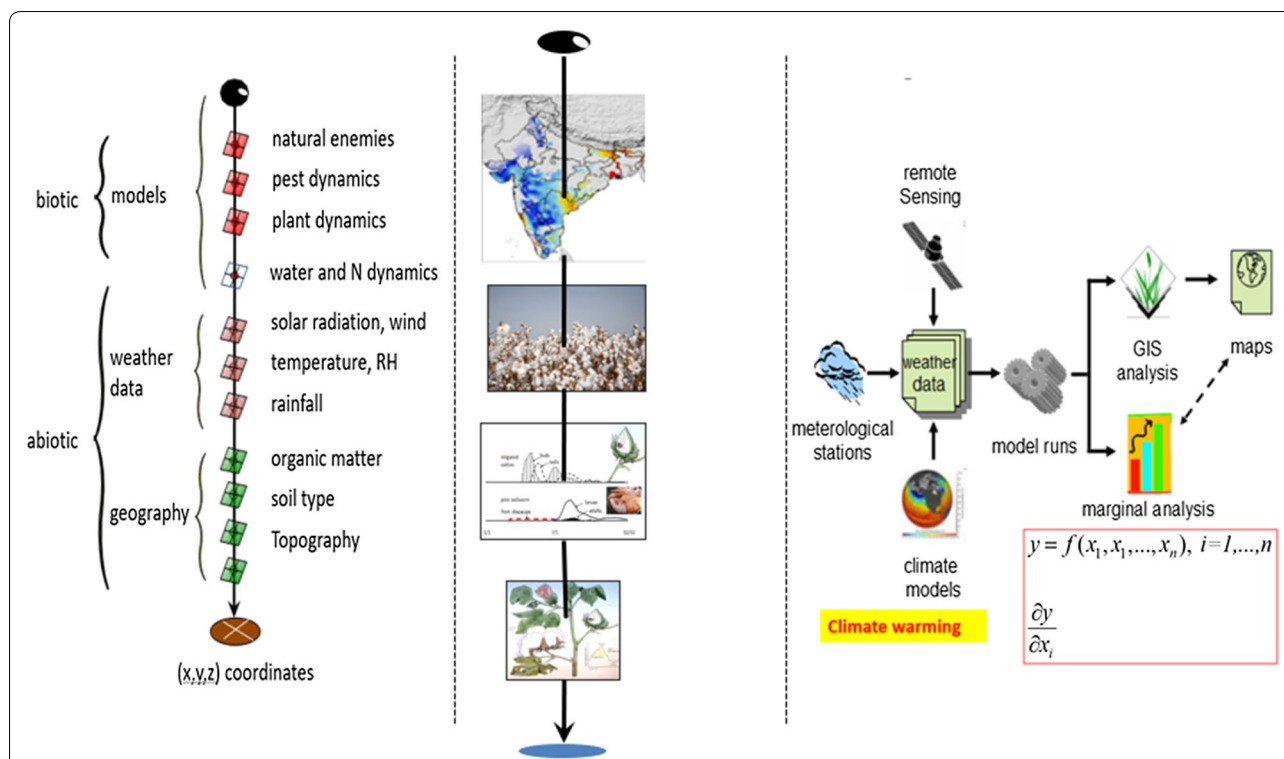 natural enemies
pest dynamics
plant dynamics
water and N dynamics
biotic
models
solar radiation, wind
temperature, RH
rainfall
weather
data
abiotic
organic matter
soil type
Topography
geography
(x,y,z) coordinates
larvae
adults
remote
Sensing
weather
data
meterological
stations
model runs
GIS
analysis
maps
marginal analysis
climate
models
Climate warming
y = f(x₁, x₁, ..., xₙ), i=1,...,n
∂y
∂xᵢ